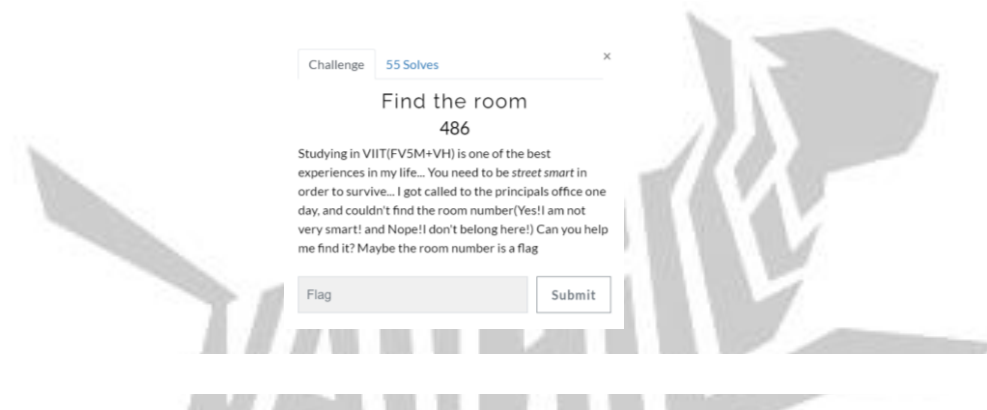 Challenge 55 Solves ×
Find the room
486
Studying in VIIT(FV5M+VH) is one of the best
experiences in my life... You need to be street smart in
order to survive... I got called to the principals office one
day, and couldn't find the room number(Yes!I am not
very smart! and Nope!I don't belong here!) Can you help
me find it? Maybe the room number is a flag
Flag Submit